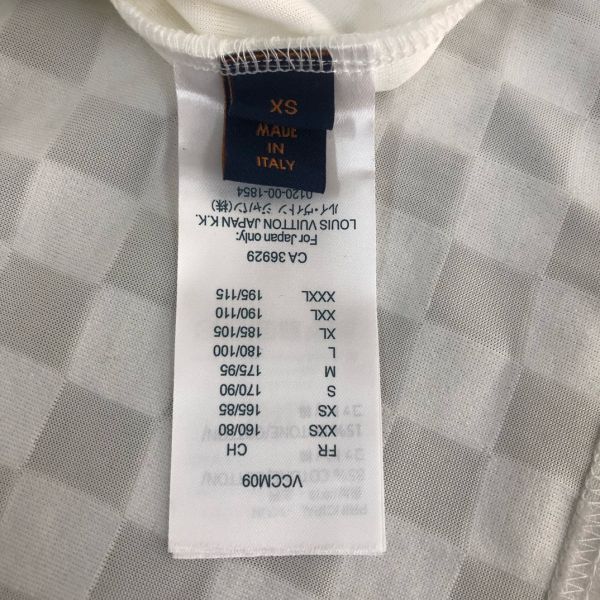 XS
MADE
IN
ITALY
VCCM09
FR CH
XXS 160/80
XS 165/85
S 170/90
M 175/95
L 180/100
XL 185/105
XXL 190/110
XXXL 195/115
CA 36929
For Japan only:
LOUIS VUITTON JAPAN K.K.
ルイ・ヴィトン ジャパン(株)
0120-00-1854